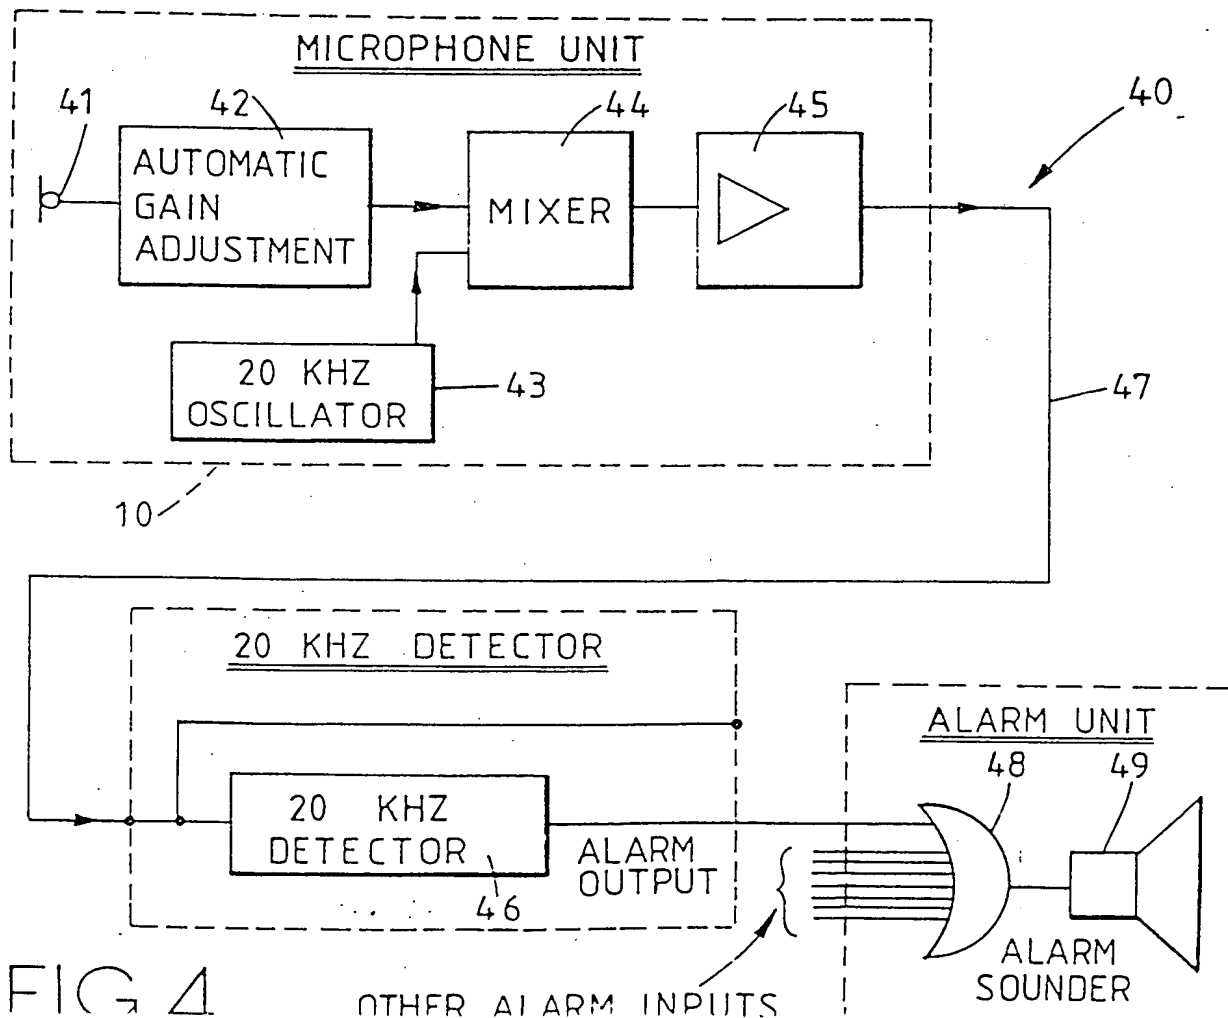 MICROPHONE UNIT
41
42
44
45
40
AUTOMATIC
GAIN
ADJUSTMENT
MIXER
20 KHZ
OSCILLATOR
43
47
10
20 KHZ DETECTOR
ALARM UNIT
48
49
20 KHZ
DETECTOR
46
ALARM
OUTPUT
ALARM
SOUNDER
FIG 4
OTHER ALARM INPUTS